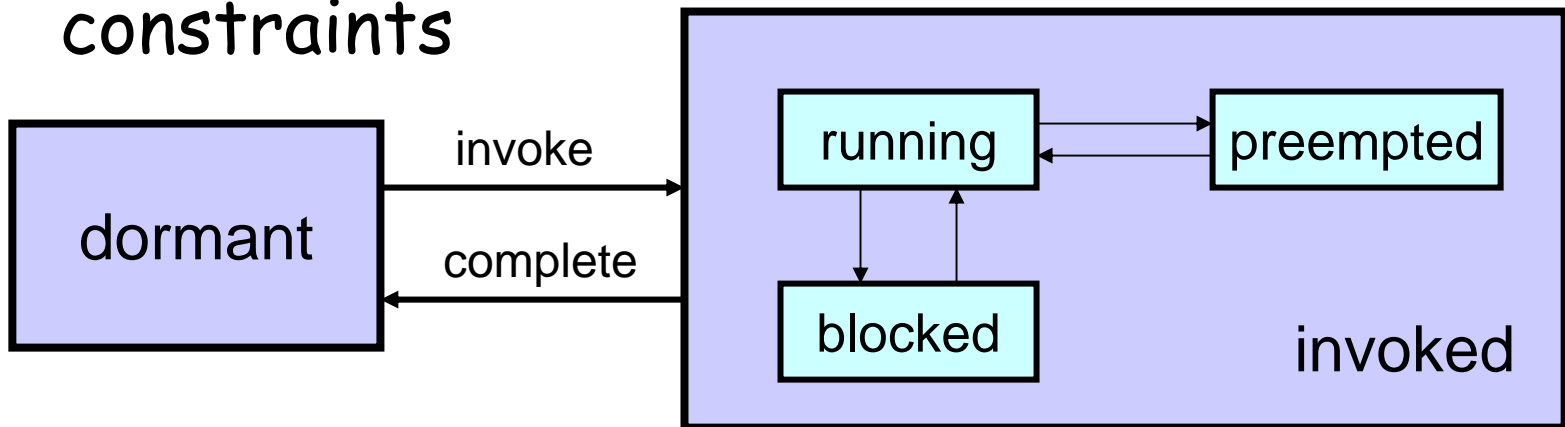 constraints
dormant
invoke
complete
running
preempted
blocked
invoked